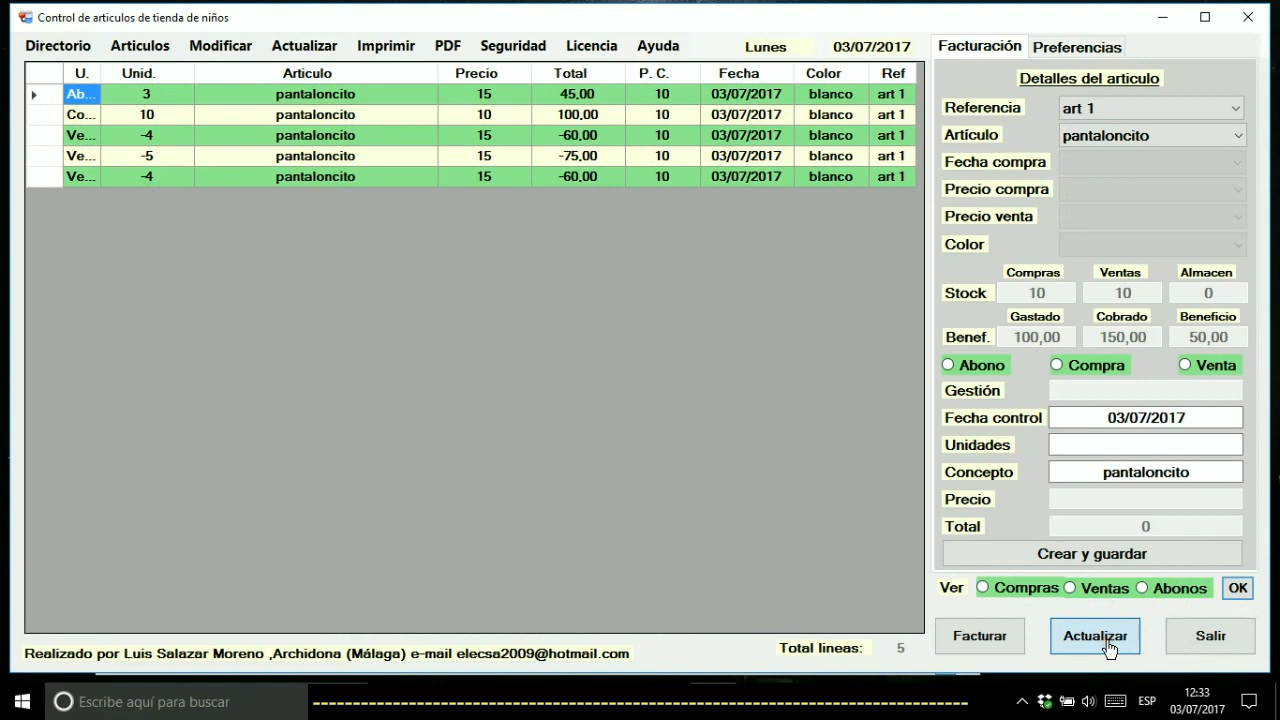 Control de articulos de tienda de niños
Directorio Articulos Modificar Actualizar Imprimir PDF Seguridad Licencia Ayuda Lunes 03/07/2017
U. Unid. Articulo Precio Total P. C. Fecha Color Ref
Ab... 3 pantaloncito 15 45,00 10 03/07/2017 blanco art 1
Co... 10 pantaloncito 10 100,00 10 03/07/2017 blanco art 1
Ve... -4 pantaloncito 15 -60,00 10 03/07/2017 blanco art 1
Ve... -5 pantaloncito 15 -75,00 10 03/07/2017 blanco art 1
Ve... -4 pantaloncito 15 -60,00 10 03/07/2017 blanco art 1
Realizado por Luis Salazar Moreno ,Archidona (Málaga) e-mail elecsa2009@hotmail.com
Total lineas: 5
Facturación Preferencias
Detalles del articulo
Referencia art 1
Artículo pantaloncito
Fecha compra
Precio compra
Precio venta
Color
Compras Ventas Almacen
Stock 10 10 0
Gastado Cobrado Beneficio
Benef. 100,00 150,00 50,00
Abono Compra Venta
Gestión
Fecha control 03/07/2017
Unidades
Concepto pantaloncito
Precio
Total 0
Crear y guardar
Ver Compras Ventas Abonos OK
Facturar Actualizar Salir
Escribe aquí para buscar
ESP
12:33
03/07/2017